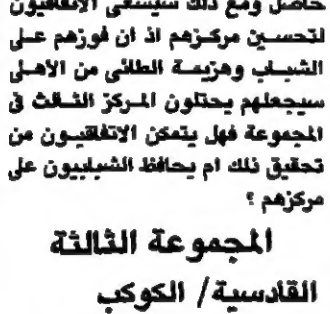 حاصل ومع ذلك سيسعى الاتفاقيون
لتحسين مركزهم اذ ان فوزهم على
الشباب وهزيمة الطائي من الأهلي
سيجعلهم يحتلون المركز الثالث في
المجموعة فهل يتمكن الاتفاقيون من
تحقيق ذلك ام يحافظ الشبابيون على
مركزهم ؟
المجموعة الثالثة
القادسية/ الكوكب